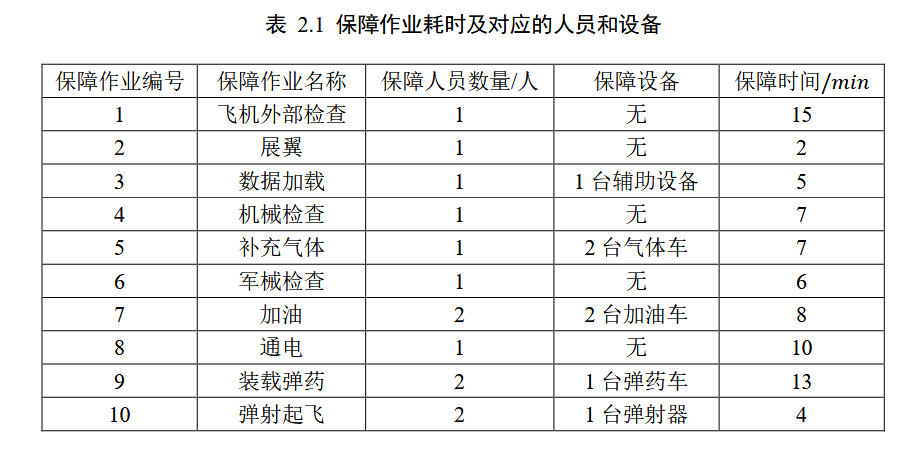 表 2.1 保障作业耗时及对应的人员和设备
保障作业编号 保障作业名称 保障人员数量/人 保障设备 保障时间/min
1 飞机外部检查 1 无 15
2 展翼 1 无 2
3 数据加载 1 1 台辅助设备 5
4 机械检查 1 无 7
5 补充气体 1 2 台气体车 7
6 军械检查 1 无 6
7 加油 2 2 台加油车 8
8 通电 1 无 10
9 装载弹药 2 1 台弹药车 13
10 弹射起飞 2 1 台弹射器 4